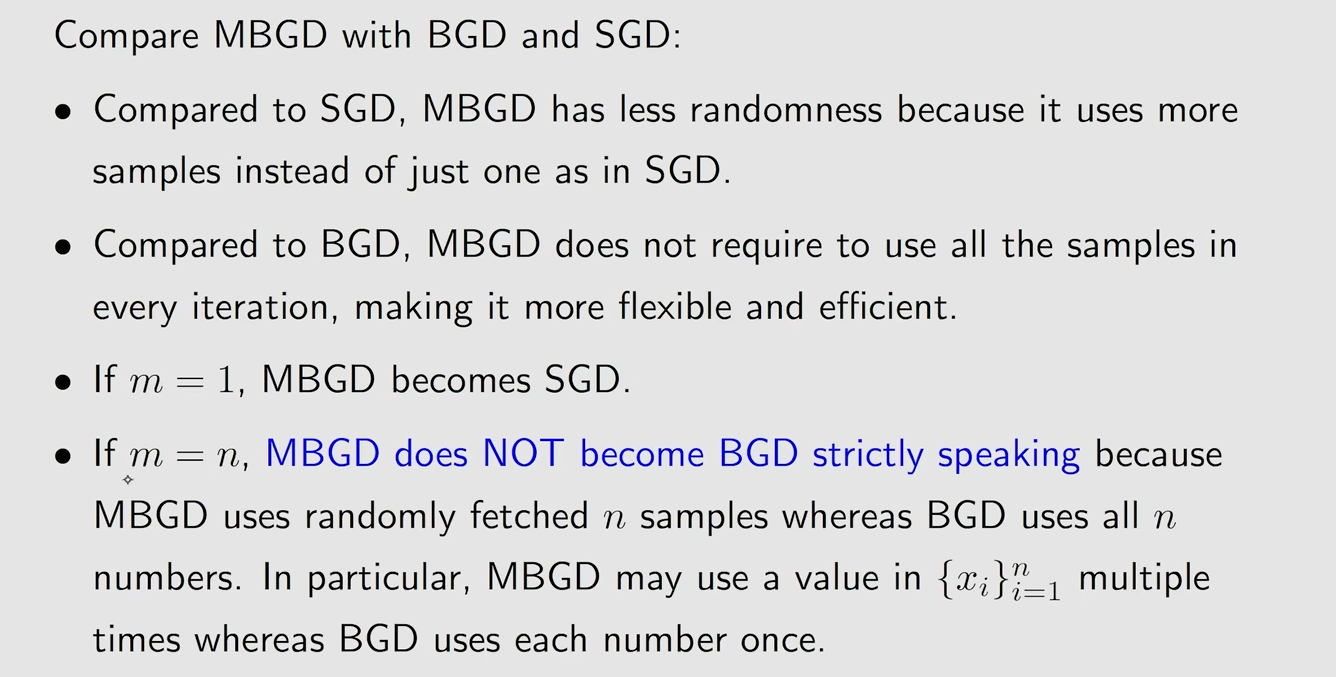 Compare MBGD with BGD and SGD:
• Compared to SGD, MBGD has less randomness because it uses more
samples instead of just one as in SGD.
• Compared to BGD, MBGD does not require to use all the samples in
every iteration, making it more flexible and efficient.
• If m = 1, MBGD becomes SGD.
• If m = n, MBGD does NOT become BGD strictly speaking because
MBGD uses randomly fetched n samples whereas BGD uses all n
numbers. In particular, MBGD may use a value in {x_i}_{i=1}^n multiple
times whereas BGD uses each number once.